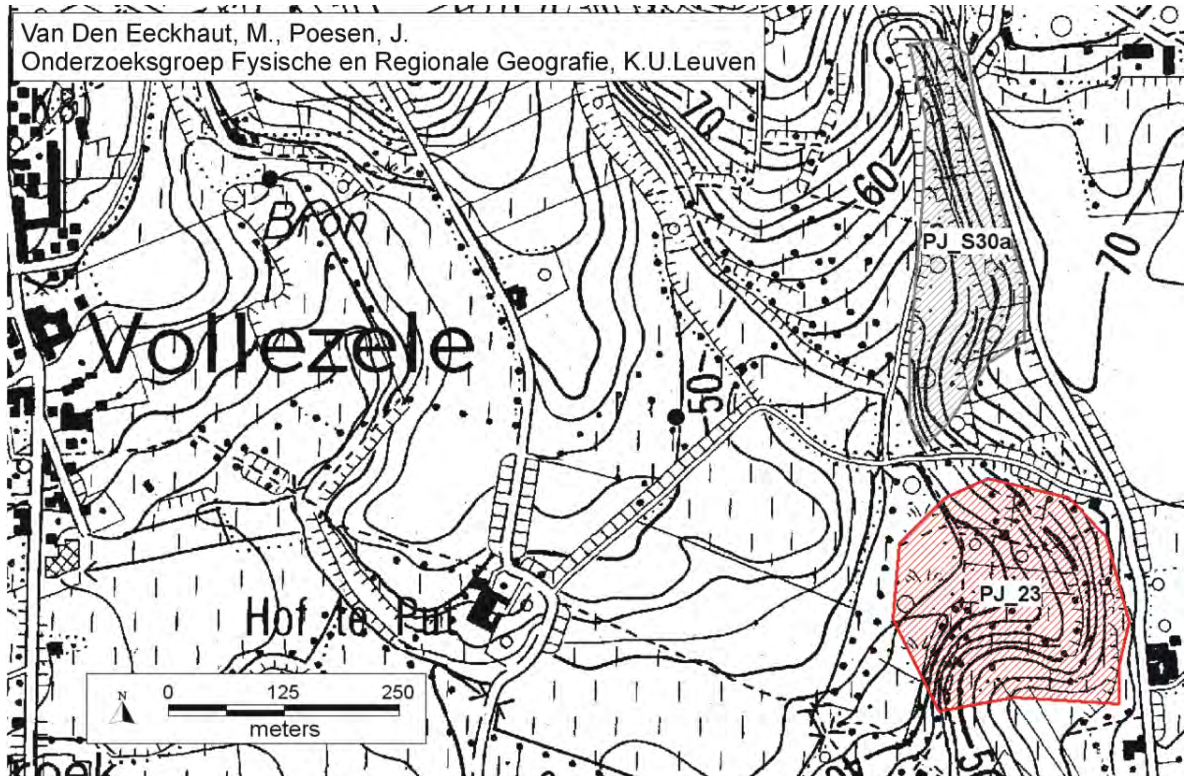 Van Den Eeckhaut, M., Poesen, J.
Onderzoeksgroep Fysische en Regionale Geografie, K.U.Leuven
70
60
Bron
PJ_S30a
70
Vollezele
50
PJ_23
Hof te Put
N
0 125 250
meters